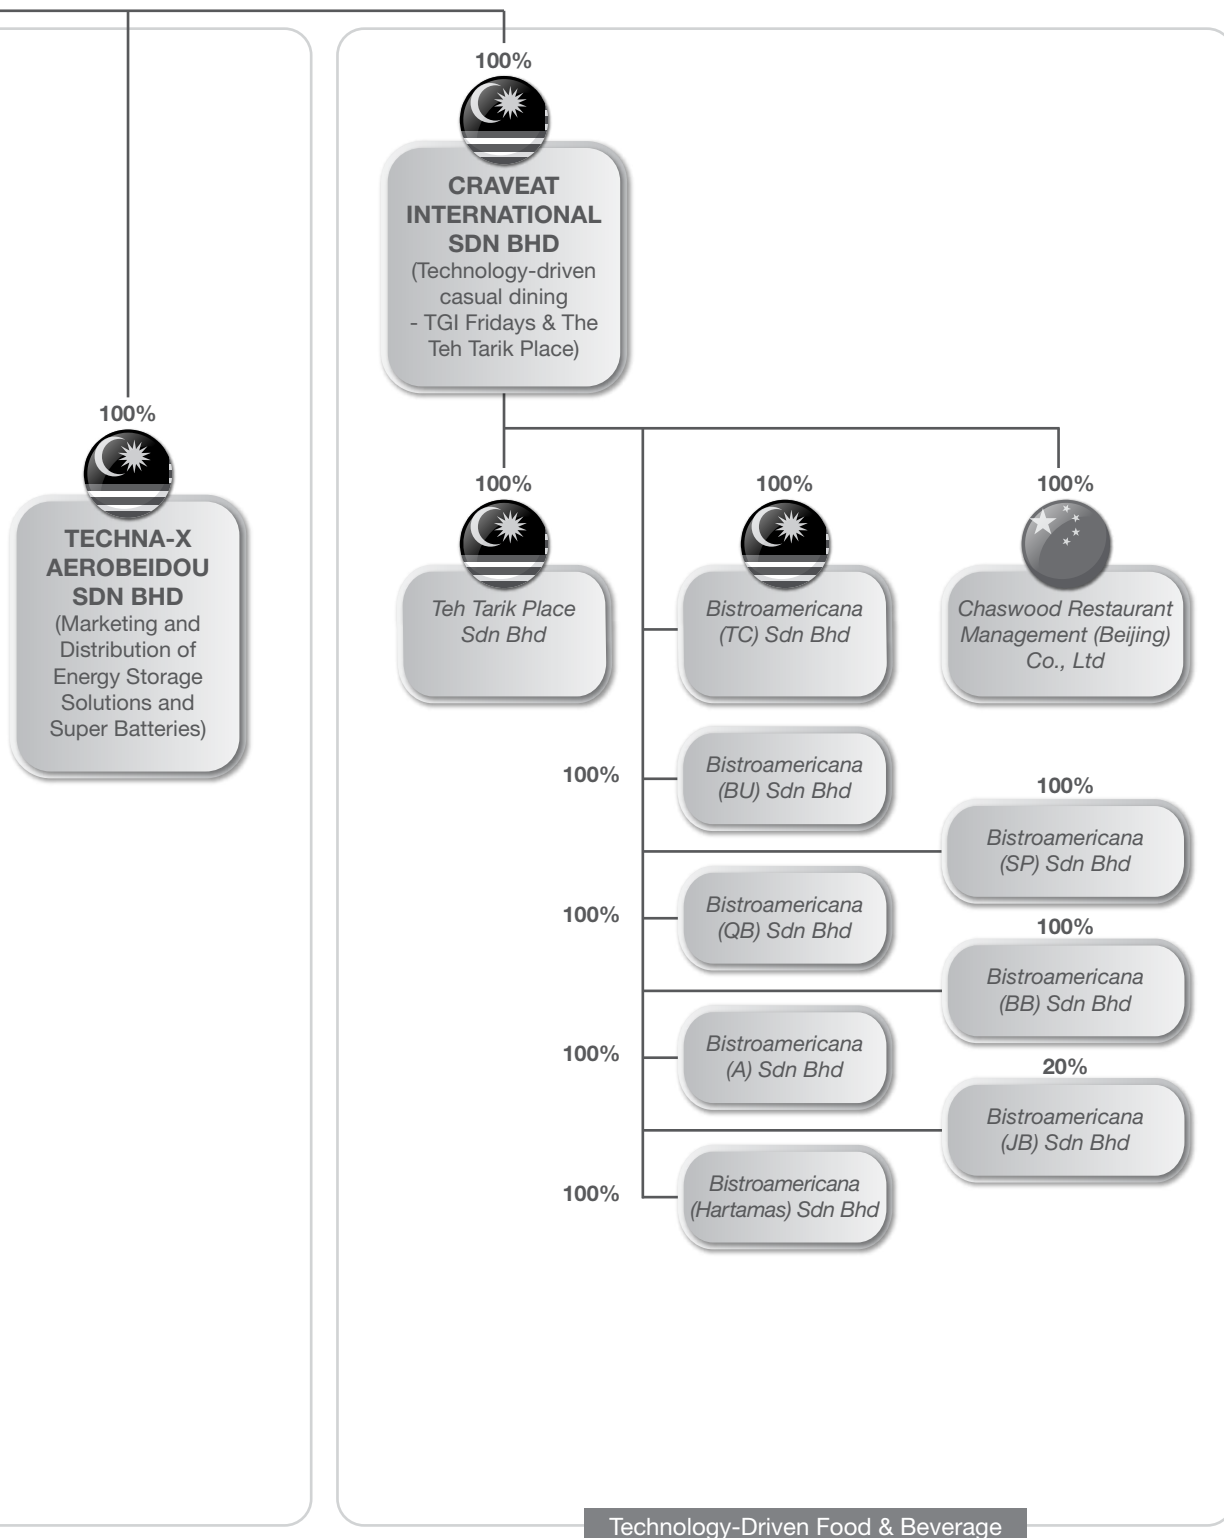 100%
CRAVEAT
INTERNATIONAL
SDN BHD
(Technology-driven
casual dining
- TGI Fridays & The
Teh Tarik Place)
100%
TECHNA-X
AEROBEIDOU
SDN BHD
(Marketing and
Distribution of
Energy Storage
Solutions and
Super Batteries)
100%
Teh Tarik Place
Sdn Bhd
100%
Bistroamericana
(TC) Sdn Bhd
100%
Chaswood Restaurant
Management (Beijing)
Co., Ltd
100%
Bistroamericana
(BU) Sdn Bhd
100%
Bistroamericana
(SP) Sdn Bhd
100%
Bistroamericana
(QB) Sdn Bhd
100%
Bistroamericana
(BB) Sdn Bhd
100%
Bistroamericana
(A) Sdn Bhd
20%
Bistroamericana
(JB) Sdn Bhd
100%
Bistroamericana
(Hartamas) Sdn Bhd
Technology-Driven Food & Beverage